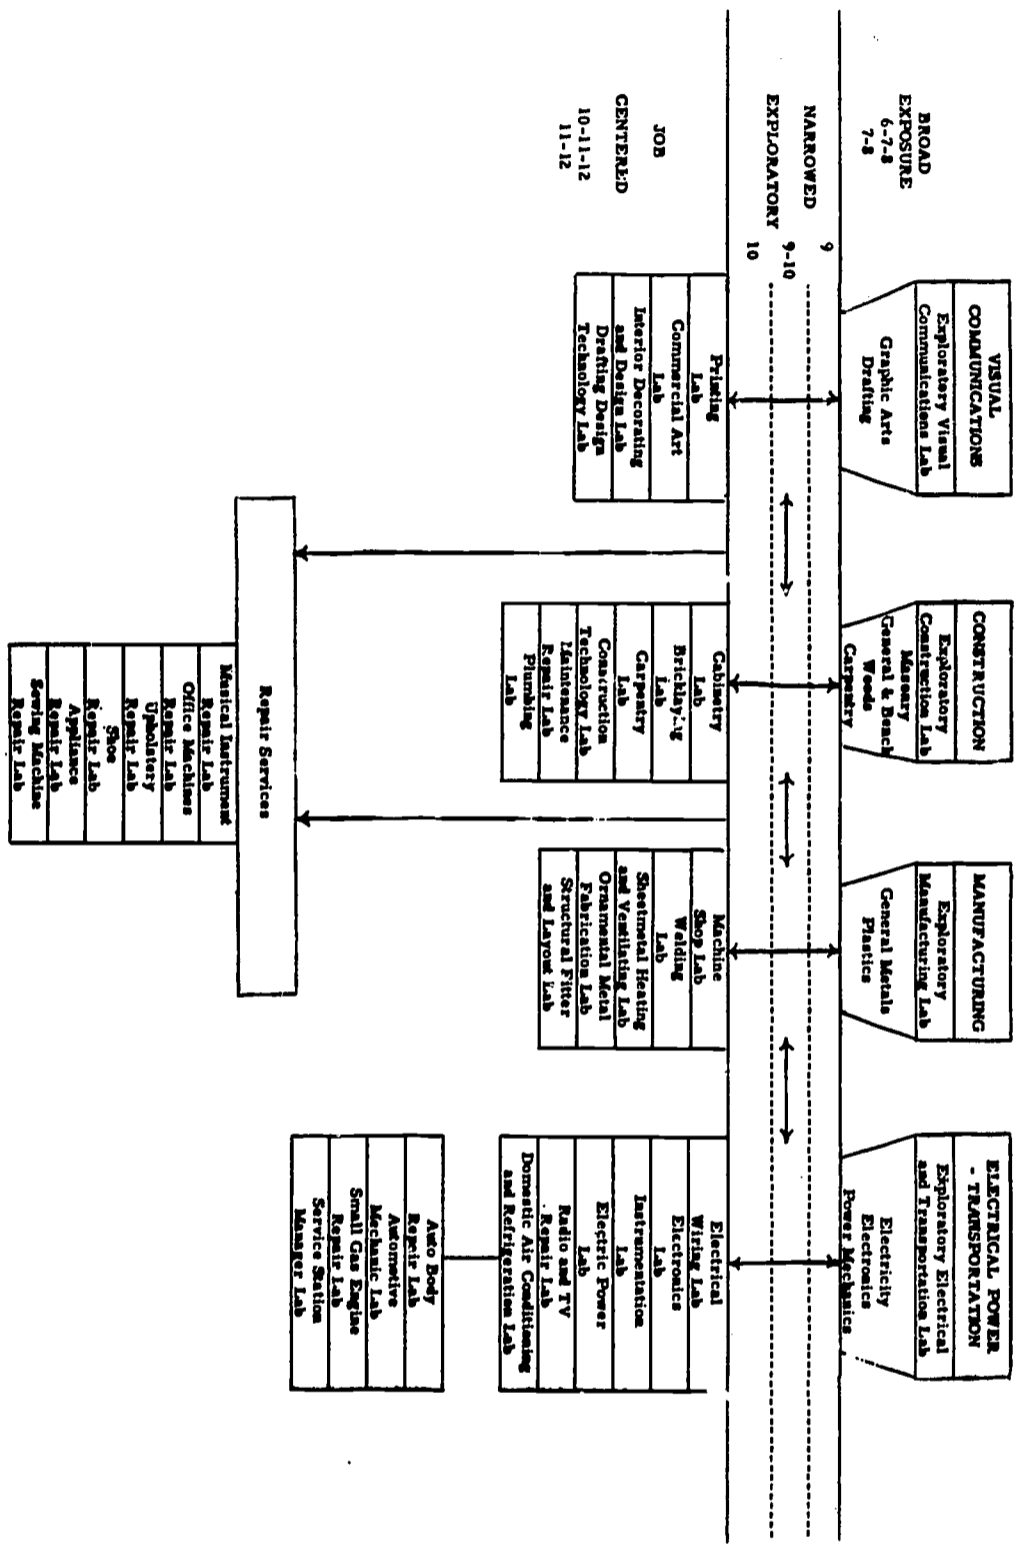 BROAD
EXPOSURE
6-7-8
7-8
VISUAL
COMMUNICATIONS
Exploratory Visual
Communications Lab
Graphic Arts
Drafting
CONSTRUCTION
Exploratory
Construction Lab
Masonry
General & Bench
Woods
Carpentry
MANUFACTURING
Exploratory
Manufacturing Lab
General Metals
Plastics
ELECTRICAL POWER
- TRANSPORTATION
Exploratory Electrical
and Transportation Lab
Electricity
Electronics
Power Mechanics
NARROWED
EXPLORATORY
9
9-10
10
JOB
CENTERED
10-11-12
11-12
Printing
Lab
Commercial Art
Lab
Interior Decorating
and Design Lab
Drafting Design
Technology Lab
Cabinetry
Lab
Bricklaying
Lab
Carpentry
Lab
Construction
Technology Lab
Maintenance
Repair Lab
Plumbing
Lab
Machine
Shop Lab
Welding
Lab
Sheetmetal Heating
and Ventilating Lab
Ornamental Metal
Fabrication Lab
Structural Fitter
and Layout Lab
Electrical
Wiring Lab
Electronics
Lab
Instrumentation
Lab
Electric Power
Lab
Radio and TV
Repair Lab
Domestic Air Conditioning
and Refrigeration Lab
Auto Body
Repair Lab
Automotive
Mechanic Lab
Small Gas Engine
Repair Lab
Service Station
Manager Lab
Repair Services
Musical Instrument
Repair Lab
Office Machines
Repair Lab
Upholstery
Repair Lab
Shoe
Repair Lab
Appliance
Repair Lab
Sewing Machine
Repair Lab